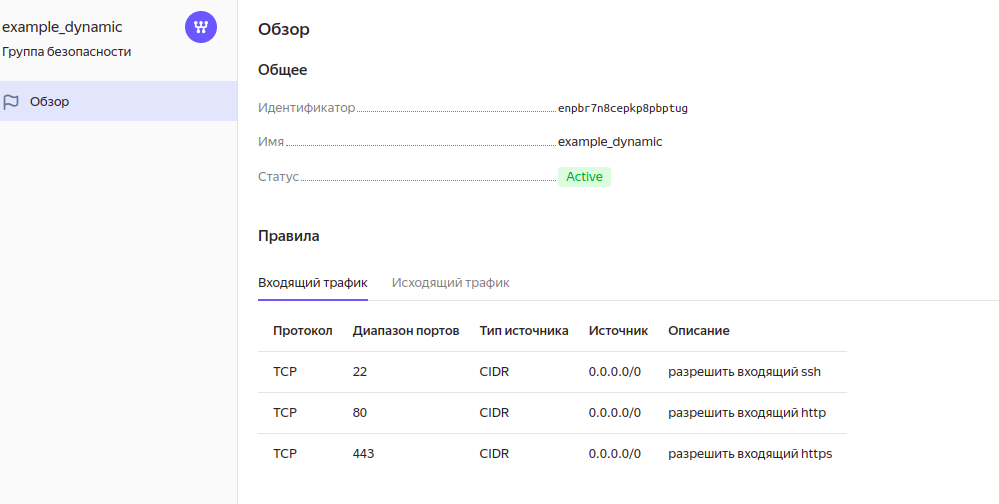 example_dynamic
Группа безопасности
Обзор
Обзор
Общее
Идентификатор enpbr7n8cepkp8pbptug
Имя example_dynamic
Статус Active
Правила
Входящий трафик Исходящий трафик
Протокол Диапазон портов Тип источника Источник Описание
TCP 22 CIDR 0.0.0.0/0 разрешить входящий ssh
TCP 80 CIDR 0.0.0.0/0 разрешить входящий http
TCP 443 CIDR 0.0.0.0/0 разрешить входящий https